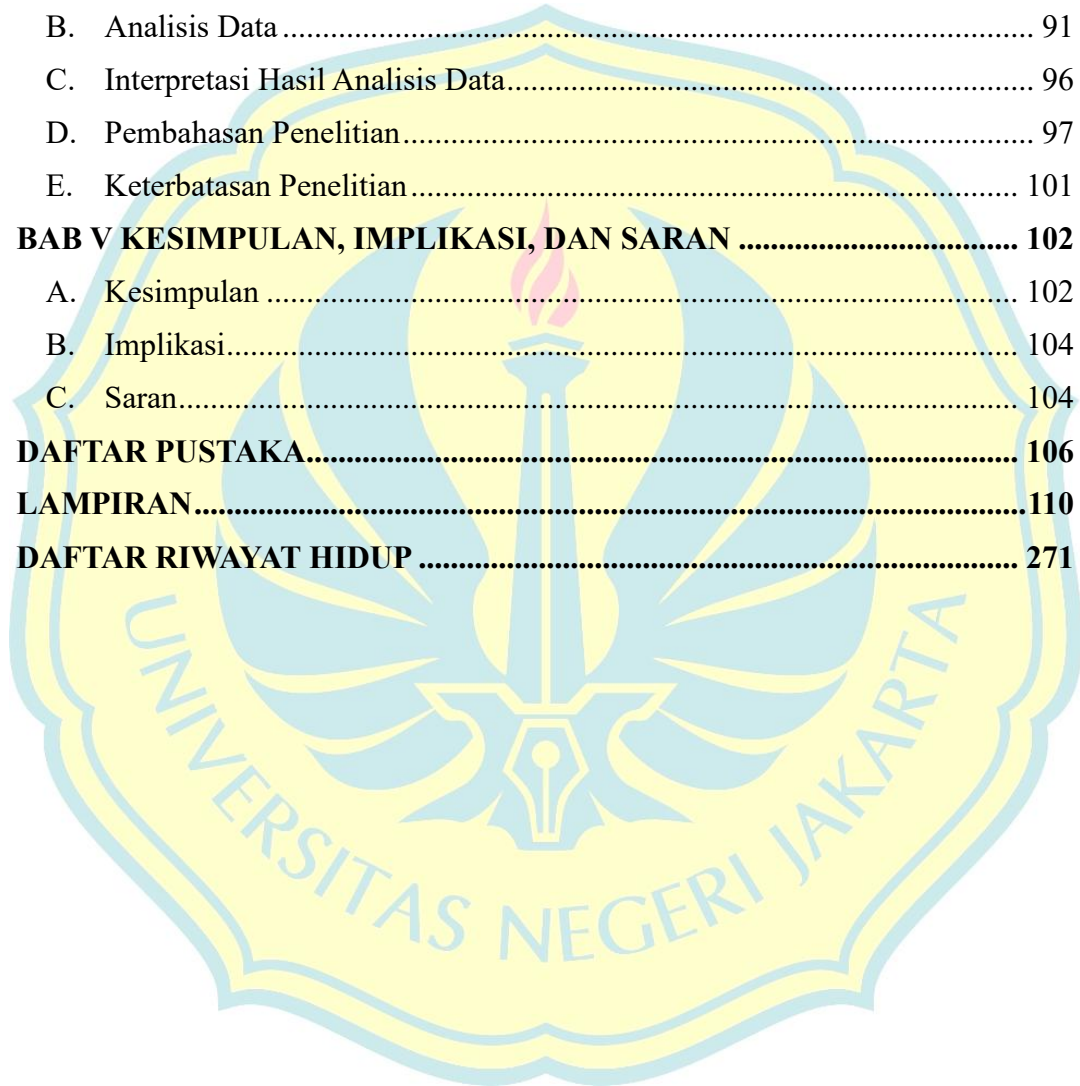 B. Analisis Data ........................................ 91
C. Interpretasi Hasil Analisis Data ........................................ 96
D. Pembahasan Penelitian ........................................ 97
E. Keterbatasan Penelitian ........................................ 101
BAB V KESIMPULAN, IMPLIKASI, DAN SARAN ........................................ 102
A. Kesimpulan ........................................ 102
B. Implikasi ........................................ 104
C. Saran ........................................ 104
DAFTAR PUSTAKA ........................................ 106
LAMPIRAN ........................................ 110
DAFTAR RIWAYAT HIDUP ........................................ 271
UNIVERSITAS NEGERI JAKARTA